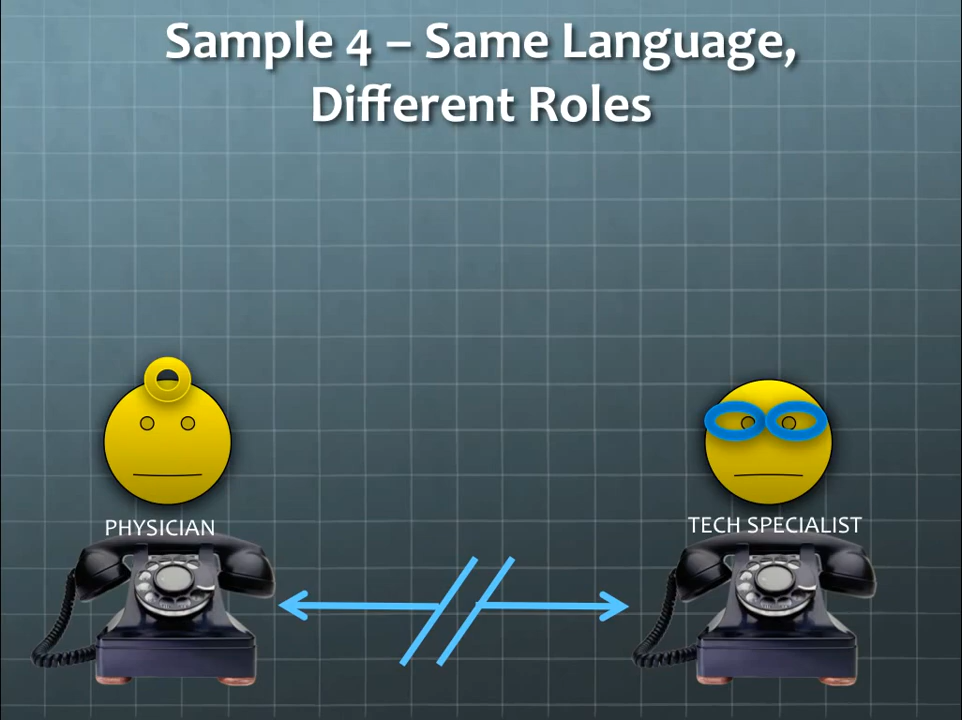 Sample 4 – Same Language,
Different Roles
PHYSICIAN
TECH SPECIALIST